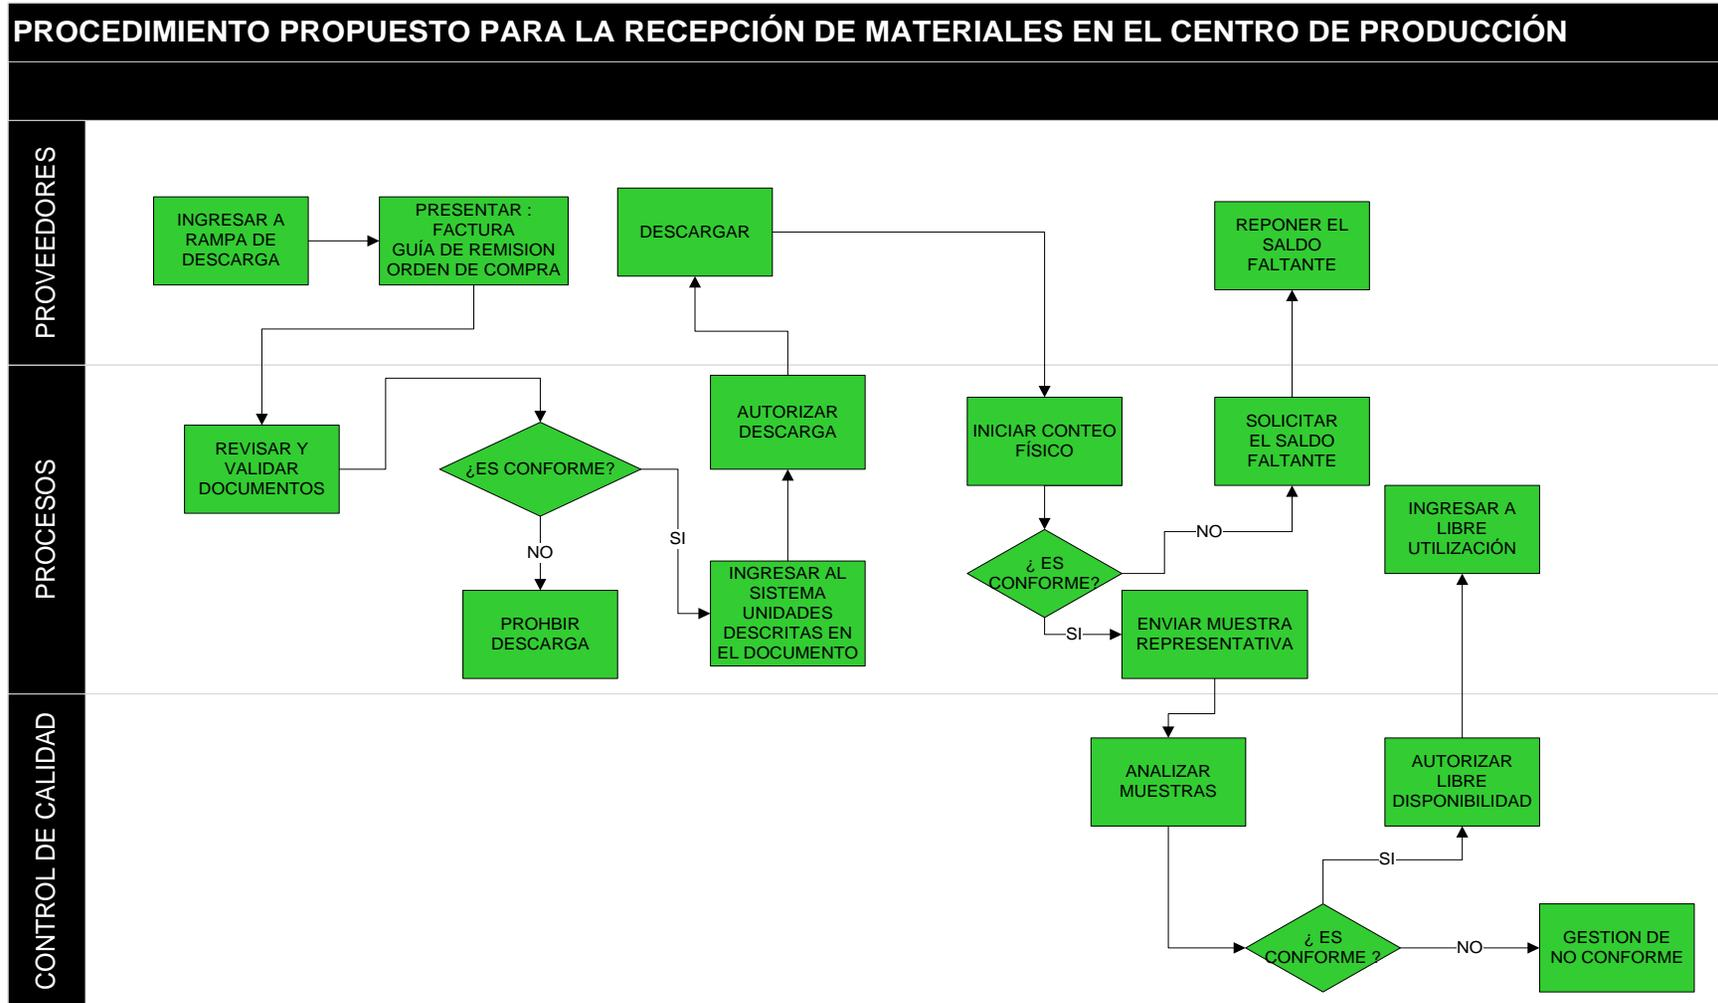 PROCEDIMIENTO PROPUESTO PARA LA RECEPCIÓN DE MATERIALES EN EL CENTRO DE PRODUCCIÓN
PROVEEDORES
INGRESAR A
RAMPA DE
DESCARGA
PRESENTAR :
FACTURA
GUÍA DE REMISION
ORDEN DE COMPRA
DESCARGAR
REPONER EL
SALDO
FALTANTE
PROCESOS
REVISAR Y
VALIDAR
DOCUMENTOS
¿ES CONFORME?
NO
PROHBIR
DESCARGA
SI
INGRESAR AL
SISTEMA
UNIDADES
DESCRITAS EN
EL DOCUMENTO
AUTORIZAR
DESCARGA
INICIAR CONTEO
FÍSICO
¿ ES
CONFORME?
NO
SOLICITAR
EL SALDO
FALTANTE
SI
ENVIAR MUESTRA
REPRESENTATIVA
INGRESAR A
LIBRE
UTILIZACIÓN
CONTROL DE CALIDAD
ANALIZAR
MUESTRAS
¿ ES
CONFORME ?
SI
AUTORIZAR
LIBRE
DISPONIBILIDAD
NO
GESTION DE
NO CONFORME